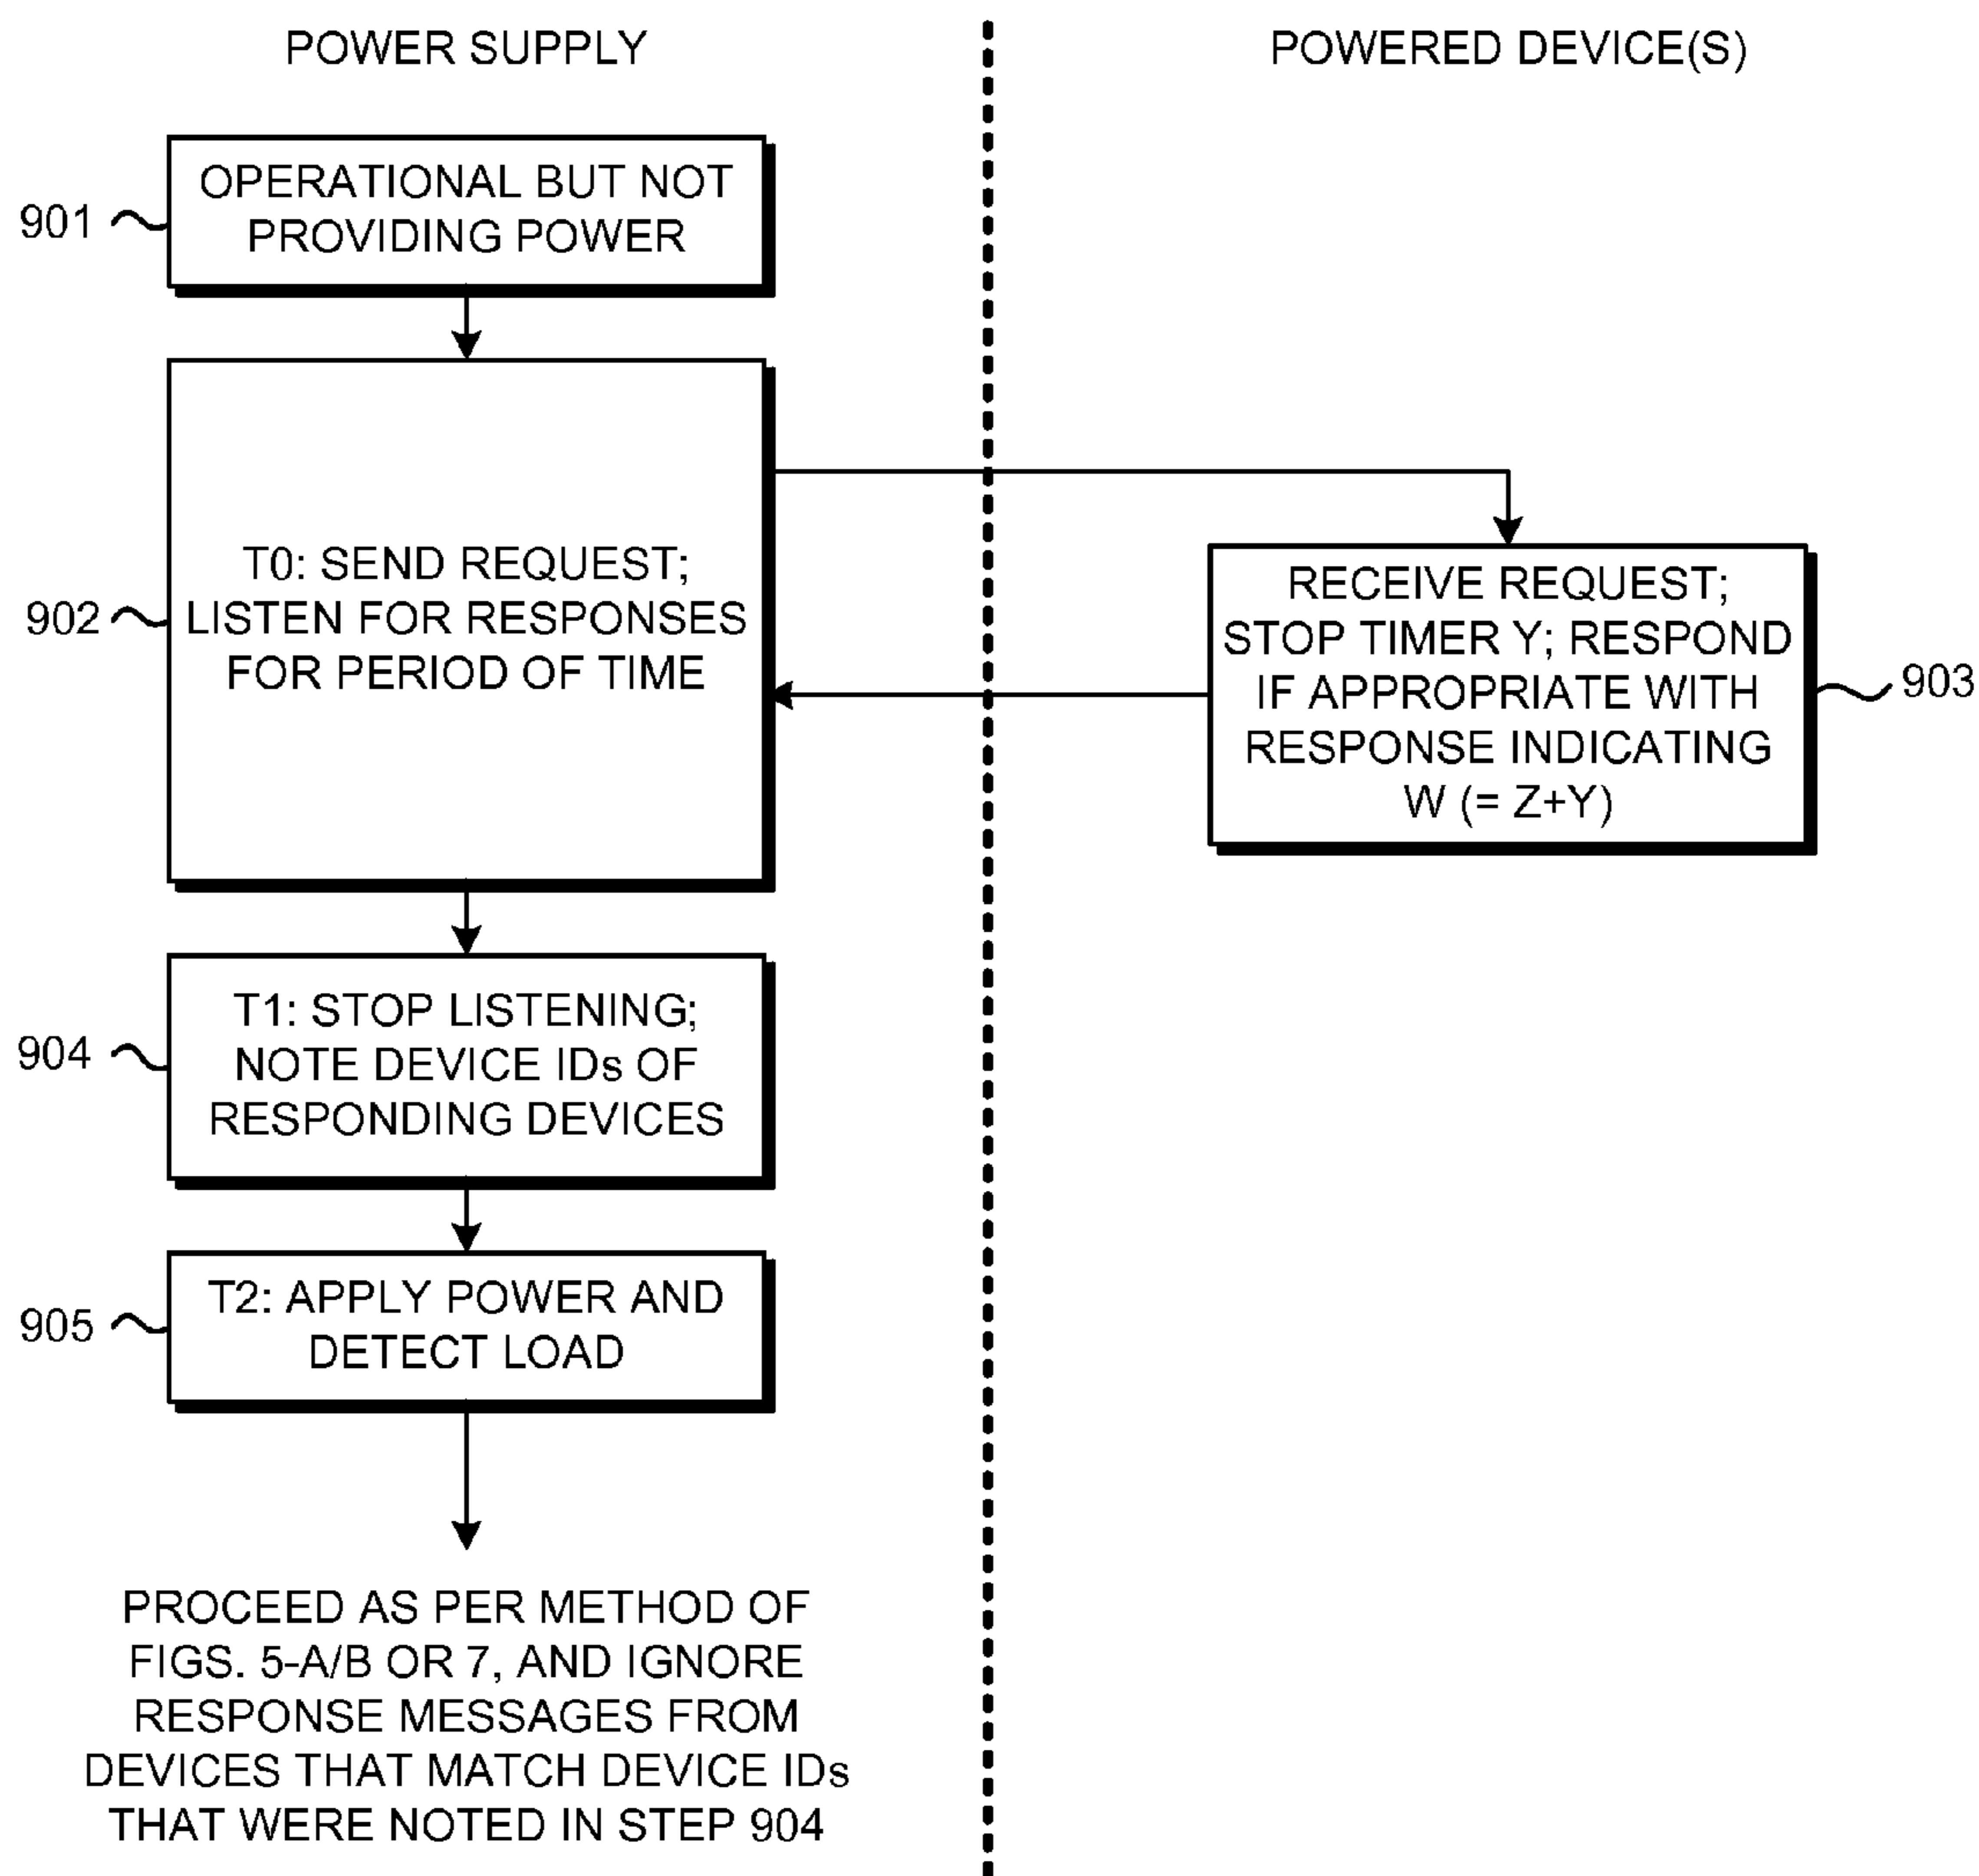 POWER SUPPLY
POWERED DEVICE(S)
901
OPERATIONAL BUT NOT
PROVIDING POWER
902
T0: SEND REQUEST;
LISTEN FOR RESPONSES
FOR PERIOD OF TIME
RECEIVE REQUEST;
STOP TIMER Y; RESPOND
IF APPROPRIATE WITH
RESPONSE INDICATING
W (= Z+Y)
903
904
T1: STOP LISTENING;
NOTE DEVICE IDs OF
RESPONDING DEVICES
905
T2: APPLY POWER AND
DETECT LOAD
PROCEED AS PER METHOD OF
FIGS. 5-A/B OR 7, AND IGNORE
RESPONSE MESSAGES FROM
DEVICES THAT MATCH DEVICE IDs
THAT WERE NOTED IN STEP 904